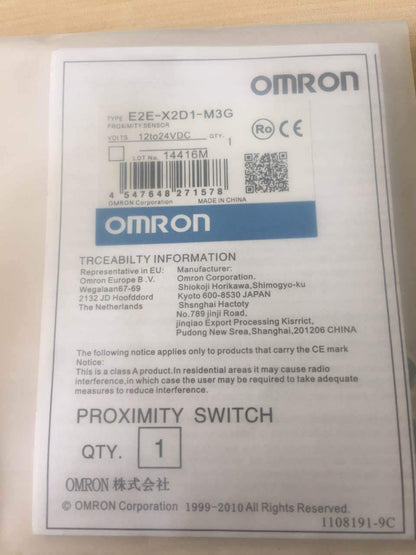 OMRON
TYPE E2E-X2D1-M3G
PROXIMITY SENSOR
VOLTS 12to24VDC QTY. 1
LOT No. 14416M
Ro CE
4 547648 271578
OMRON Corporation MADE IN CHINA
OMRON
TRCEABILTY INFORMATION
Representative in EU:
Omron Europe B .V.
Wegalaan67-69
2132 JD Hoofddord
The Netherlands
Manufacturer:
Omron Corporation.
Shiokoji Horikawa,Shimogyo-ku
Kyoto 600-8530 JAPAN
Shsnghai Hactoty
No.789 jinji Road,
jinqiao Export Processing Kisrrict,
Pudong New Srea,Shanghai,201206 CHINA
The following notice applies only to products that carry the CE mark
Notice:
This is a class A product.In residential areas it may cause radio
interference,in which case the user may be required to take adequate
measures to reduce interference.
PROXIMITY SWITCH
QTY. 1
OMRON 株式会社
© OMRON Corporation 1999-2010 All Rights Reserved.
1108191-9C